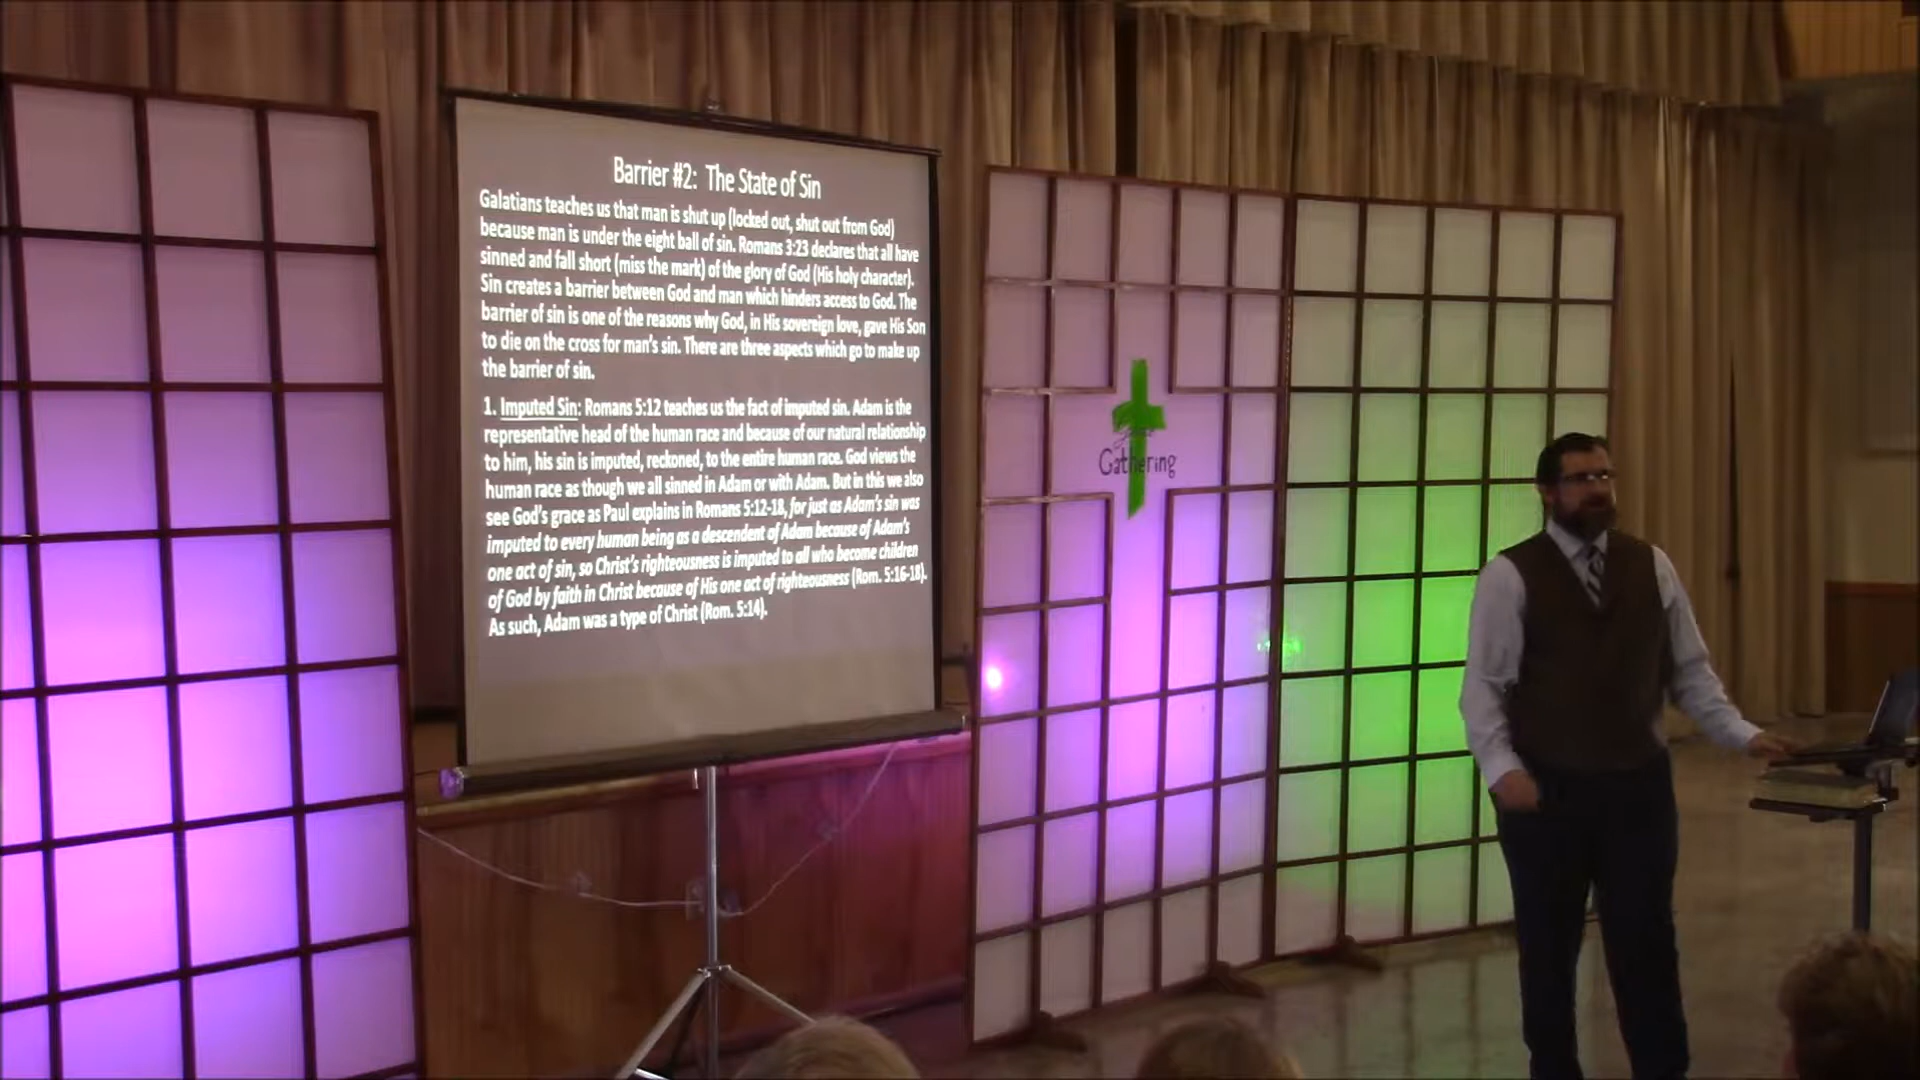 Barrier #2: The State of Sin
Galatians teaches us that man is shut up (locked out, shut out from God)
because man is under the eight ball of sin. Romans 3:23 declares that all have
sinned and fall short (miss the mark) of the glory of God (His holy character).
Sin creates a barrier between God and man which hinders access to God. The
barrier of sin is one of the reasons why God, in His sovereign love, gave His Son
to die on the cross for man's sin. There are three aspects which go to make up
the barrier of sin.
1. Imputed Sin: Romans 5:12 teaches us the fact of imputed sin. Adam is the
representative head of the human race and because of our natural relationship
to him, his sin is imputed, reckoned, to the entire human race. God views the
human race as though we all sinned in Adam or with Adam. But in this we also
see God's grace as Paul explains in Romans 5:12-18, for just as Adam's sin was
imputed to every human being as a descendent of Adam because of Adam's
one act of sin, so Christ's righteousness is imputed to all who become children
of God by faith in Christ because of His one act of righteousness (Rom. 5:16-18).
As such, Adam was a type of Christ (Rom. 5:14).
Gathering